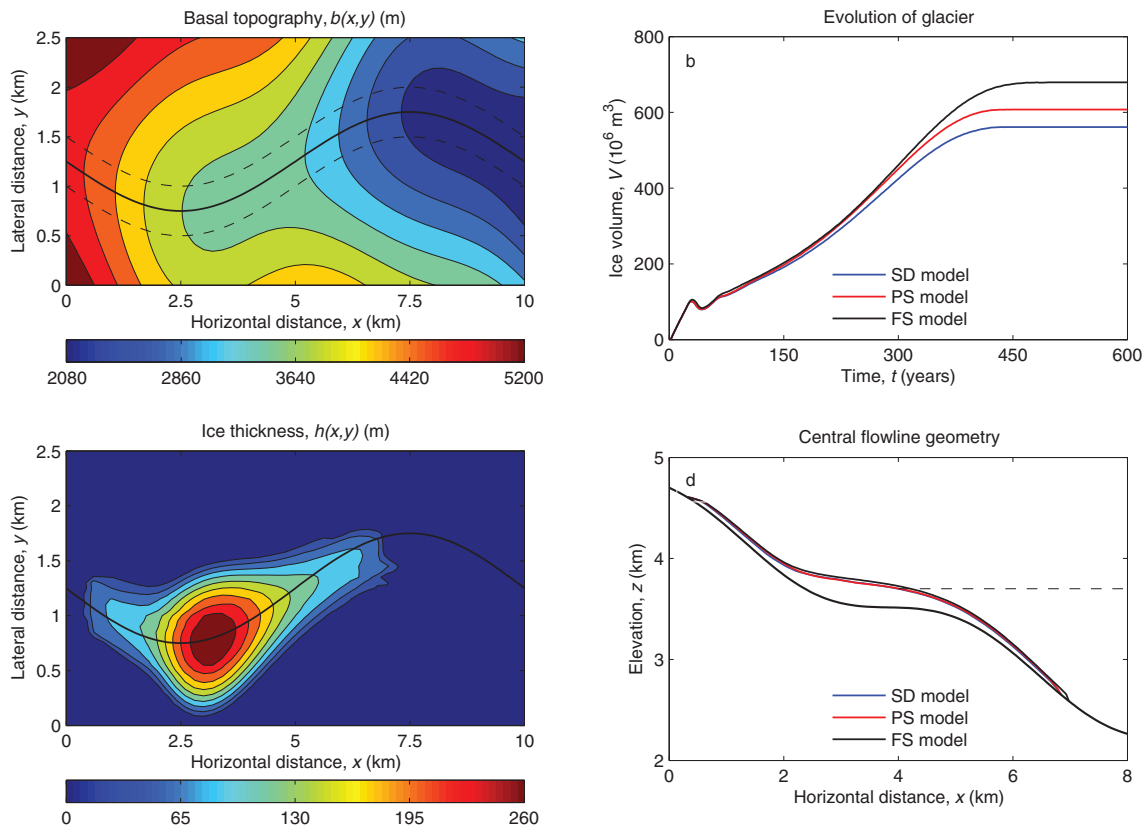 Basal topography, b(x,y) (m)
Lateral distance, y (km)
2.5
2
1.5
1
0.5
0
0 2.5 5 7.5 10
Horizontal distance, x (km)
2080 2860 3640 4420 5200
Evolution of glacier
b
Ice volume, V (10⁶ m³)
800
600
400
200
0
SD model
PS model
FS model
0 150 300 450 600
Time, t (years)
Ice thickness, h(x,y) (m)
Lateral distance, y (km)
2.5
2
1.5
1
0.5
0
0 2.5 5 7.5 10
Horizontal distance, x (km)
0 65 130 195 260
Central flowline geometry
d
Elevation, z (km)
5
4
3
2
SD model
PS model
FS model
0 2 4 6 8
Horizontal distance, x (km)